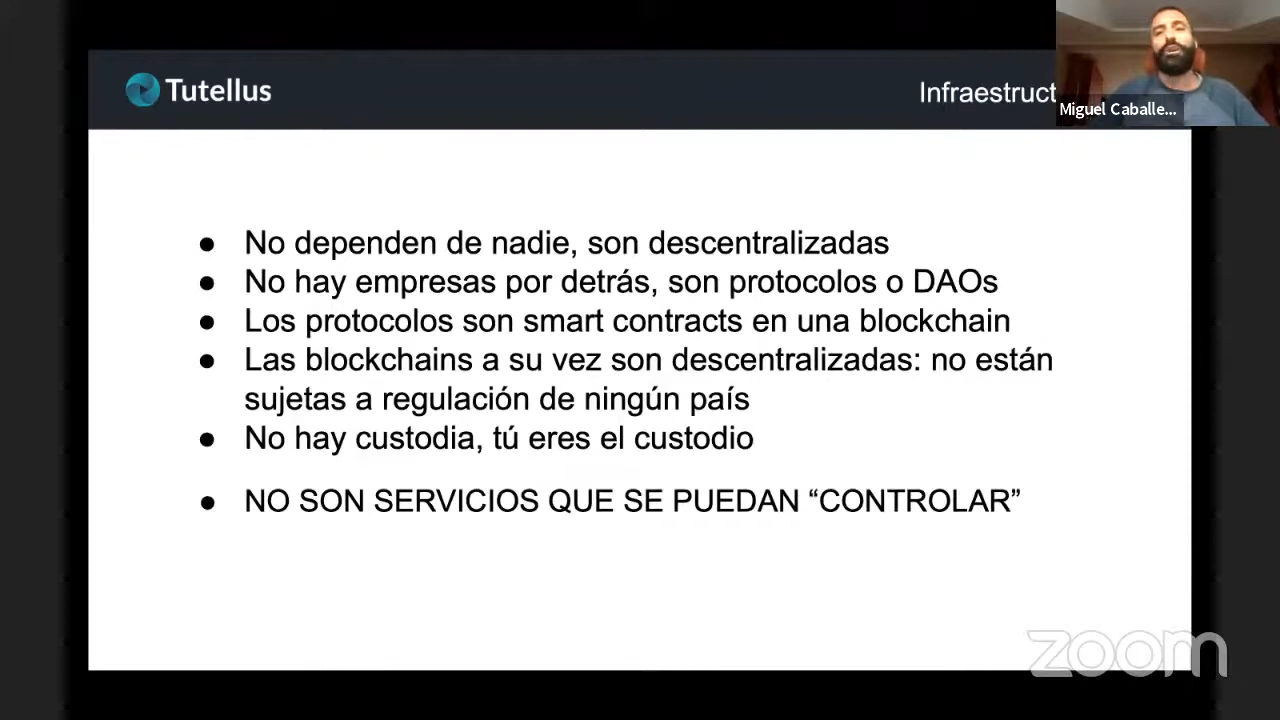 Tutellus
Infraestruct
Miguel Caballe...
● No dependen de nadie, son descentralizadas
● No hay empresas por detrás, son protocolos o DAOs
● Los protocolos son smart contracts en una blockchain
● Las blockchains a su vez son descentralizadas: no están
sujetas a regulación de ningún país
● No hay custodia, tú eres el custodio
● NO SON SERVICIOS QUE SE PUEDAN “CONTROLAR”
zoom